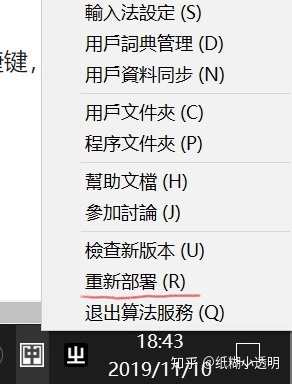 輸入法設定 (S)
用戶詞典管理 (D)
用戶資料同步 (N)
键，
用戶文件夾 (C)
程序文件夾 (P)
幫助文檔 (H)
參加討論 (J)
檢查新版本 (U)
重新部署 (R)
退出算法服務 (Q)
中
18:43
2019/11/10
知乎 @纸糊小透明